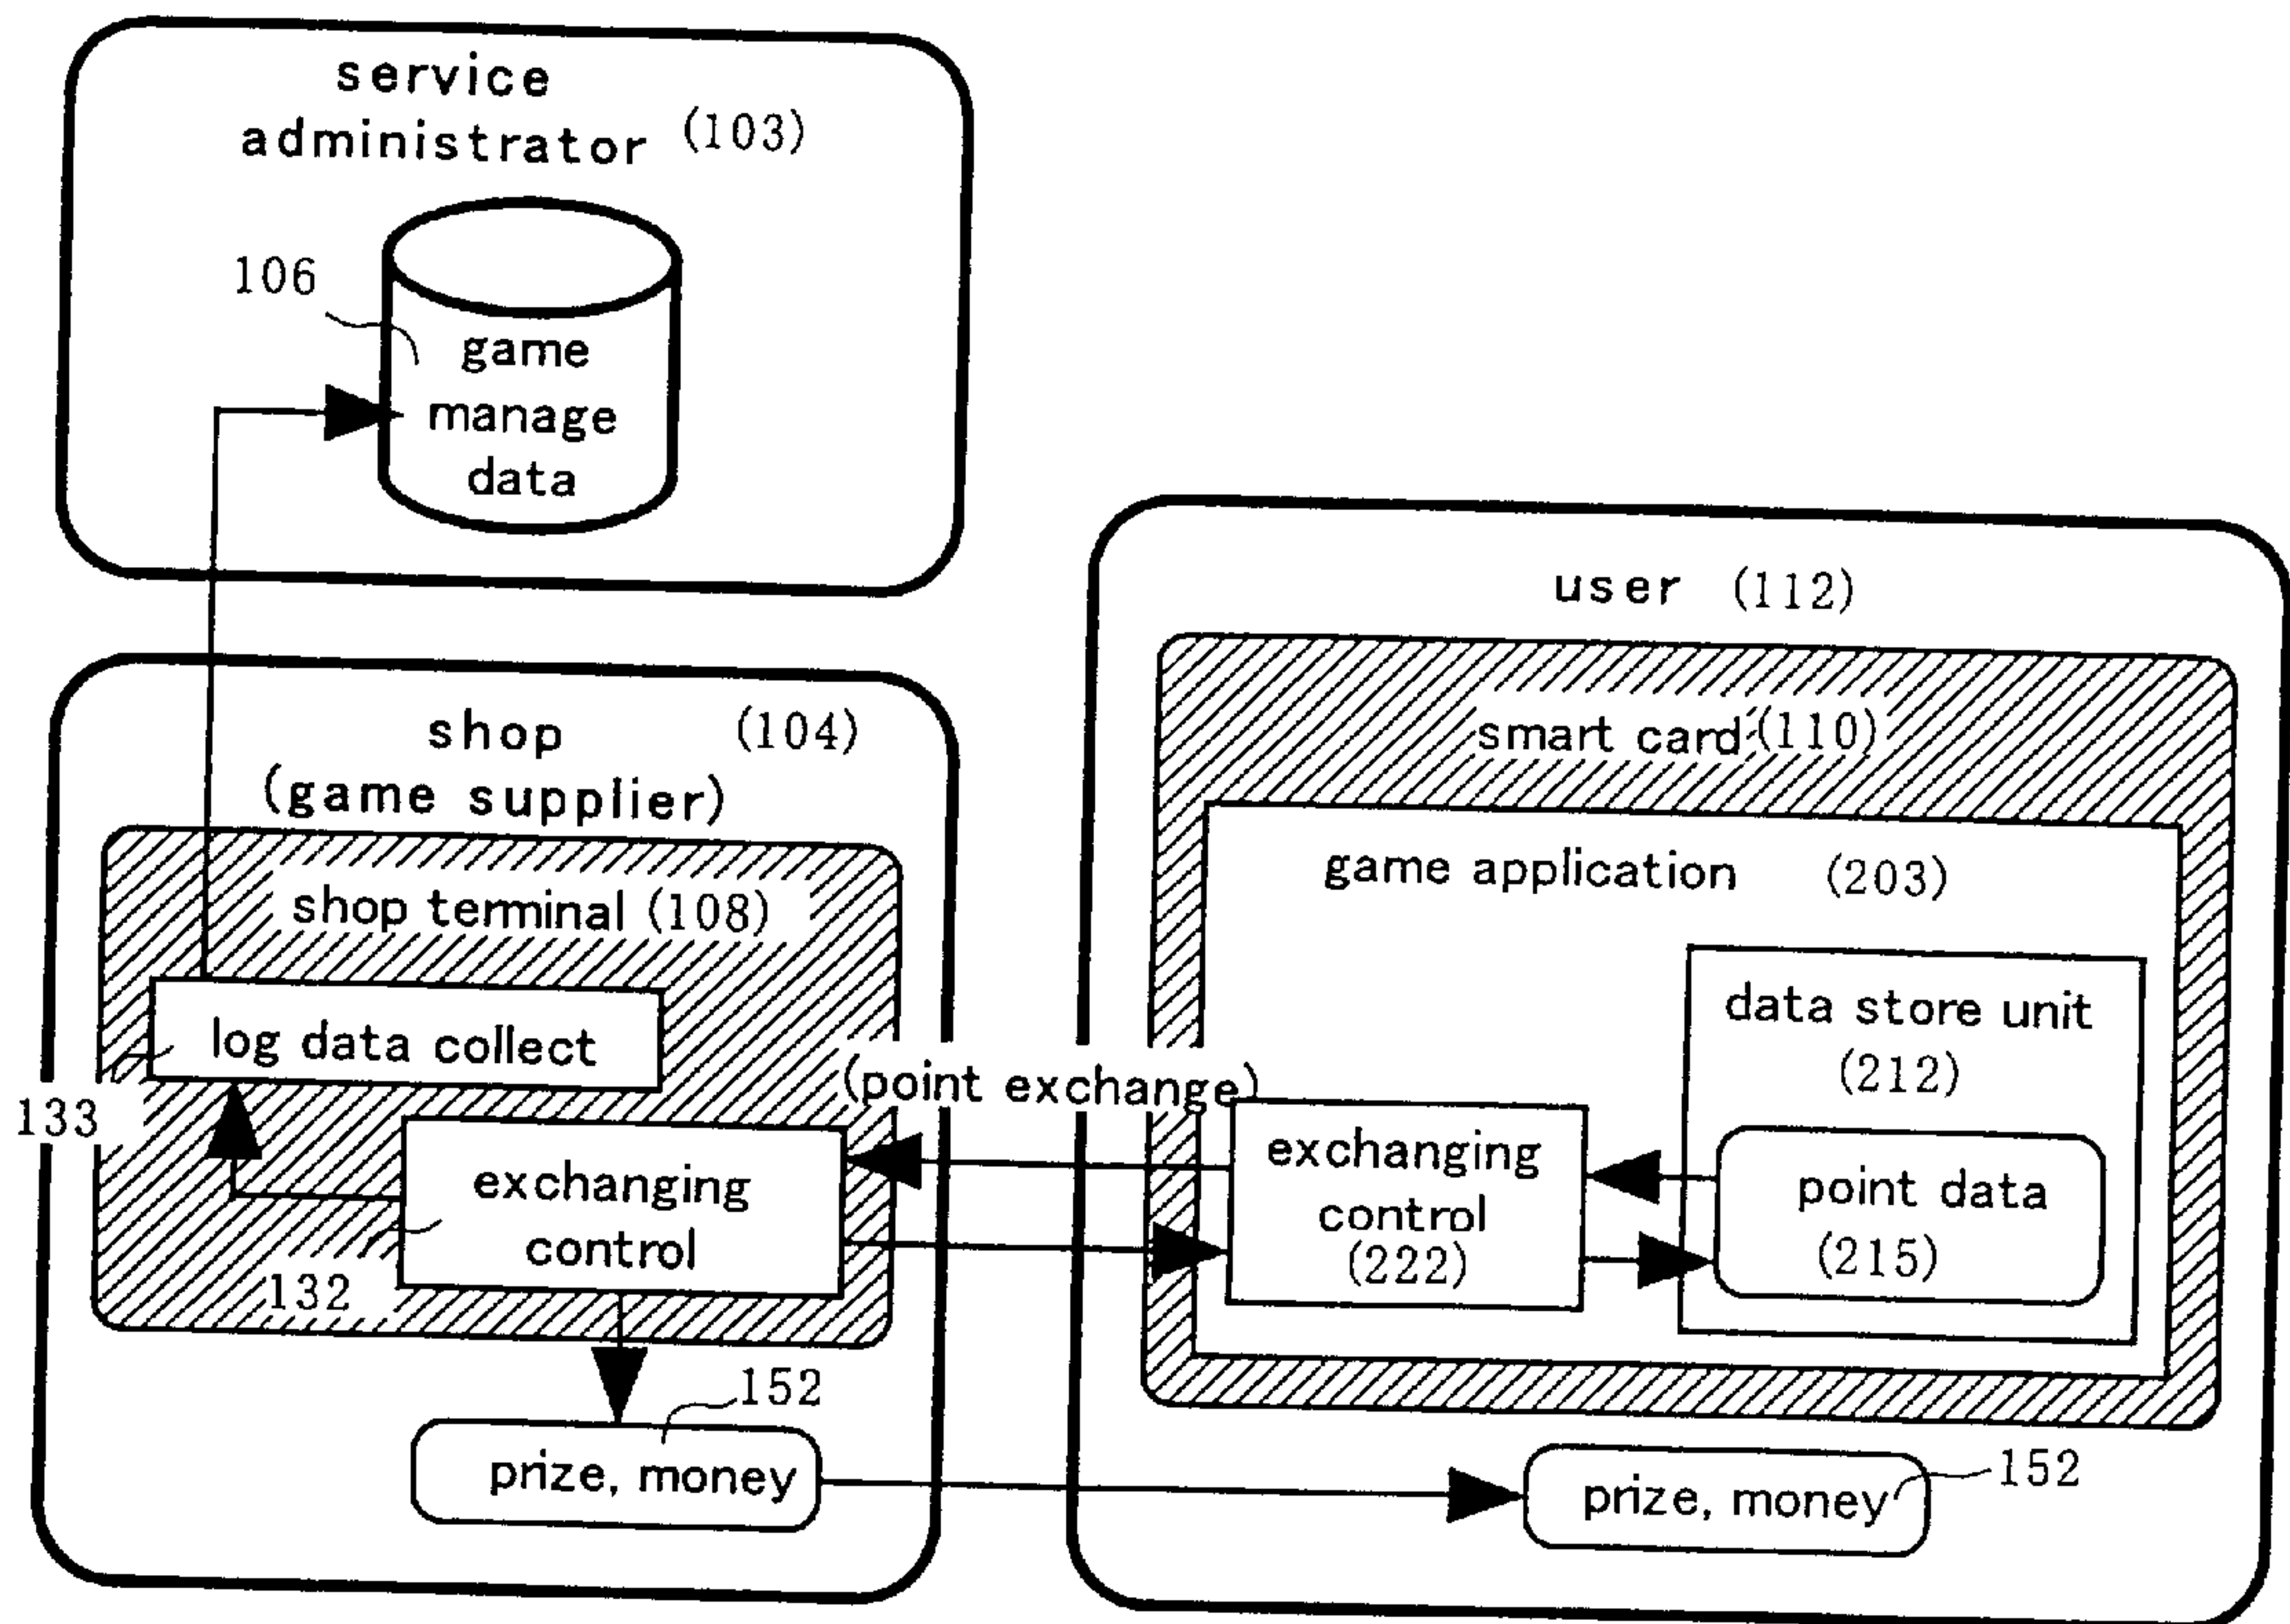 service
administrator (103)
106
game
manage
data
user (112)
smart card (110)
game application (203)
data store unit
(212)
point data
(215)
exchanging
control
(222)
(point exchange)
shop (104)
(game supplier)
shop terminal (108)
log data collect
133
exchanging
control
132
152
prize, money
prize, money
152